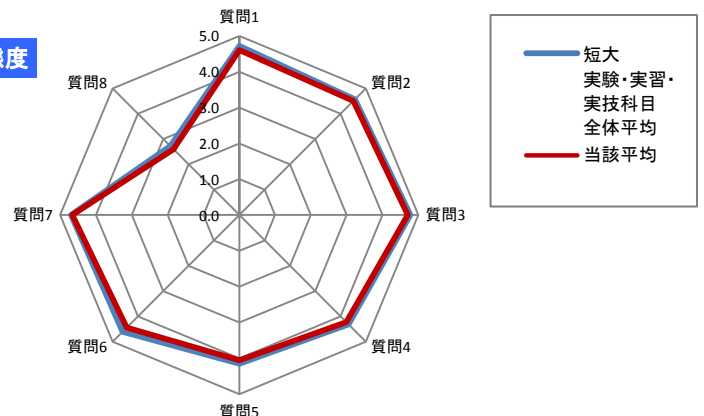 質問1
5.0
態度
4.0
質問8
質問2
3.0
2.0
1.0
質問7
0.0
質問3
質問6
質問4
質問5
短大
実験・実習・
実技科目
全体平均
当該平均